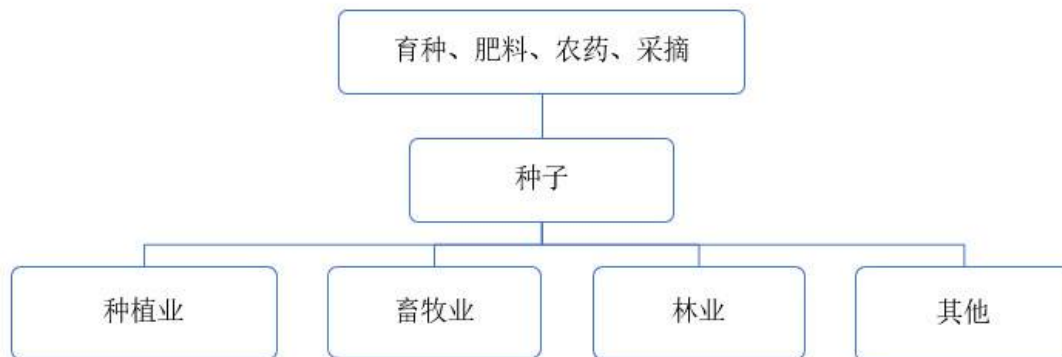 育种、肥料、农药、采摘
种子
种植业
畜牧业
林业
其他